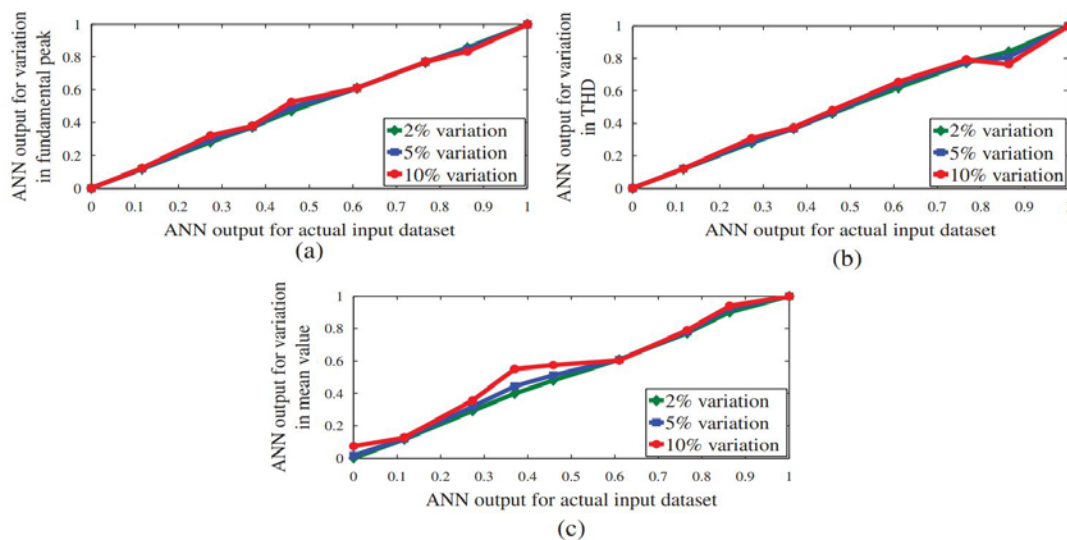 ANN output for variation
in fundamental peak
1
0.8
0.6
0.4
0.2
0
2% variation
5% variation
10% variation
0 0.1 0.2 0.3 0.4 0.5 0.6 0.7 0.8 0.9 1
ANN output for actual input dataset
(a)
ANN output for variation
in THD
1
0.8
0.6
0.4
0.2
0
2% variation
5% variation
10% variation
0 0.1 0.2 0.3 0.4 0.5 0.6 0.7 0.8 0.9
ANN output for actual input dataset
(b)
ANN output for variation
in mean value
1
0.8
0.6
0.4
0.2
0
2% variation
5% variation
10% variation
0 0.1 0.2 0.3 0.4 0.5 0.6 0.7 0.8 0.9 1
ANN output for actual input dataset
(c)